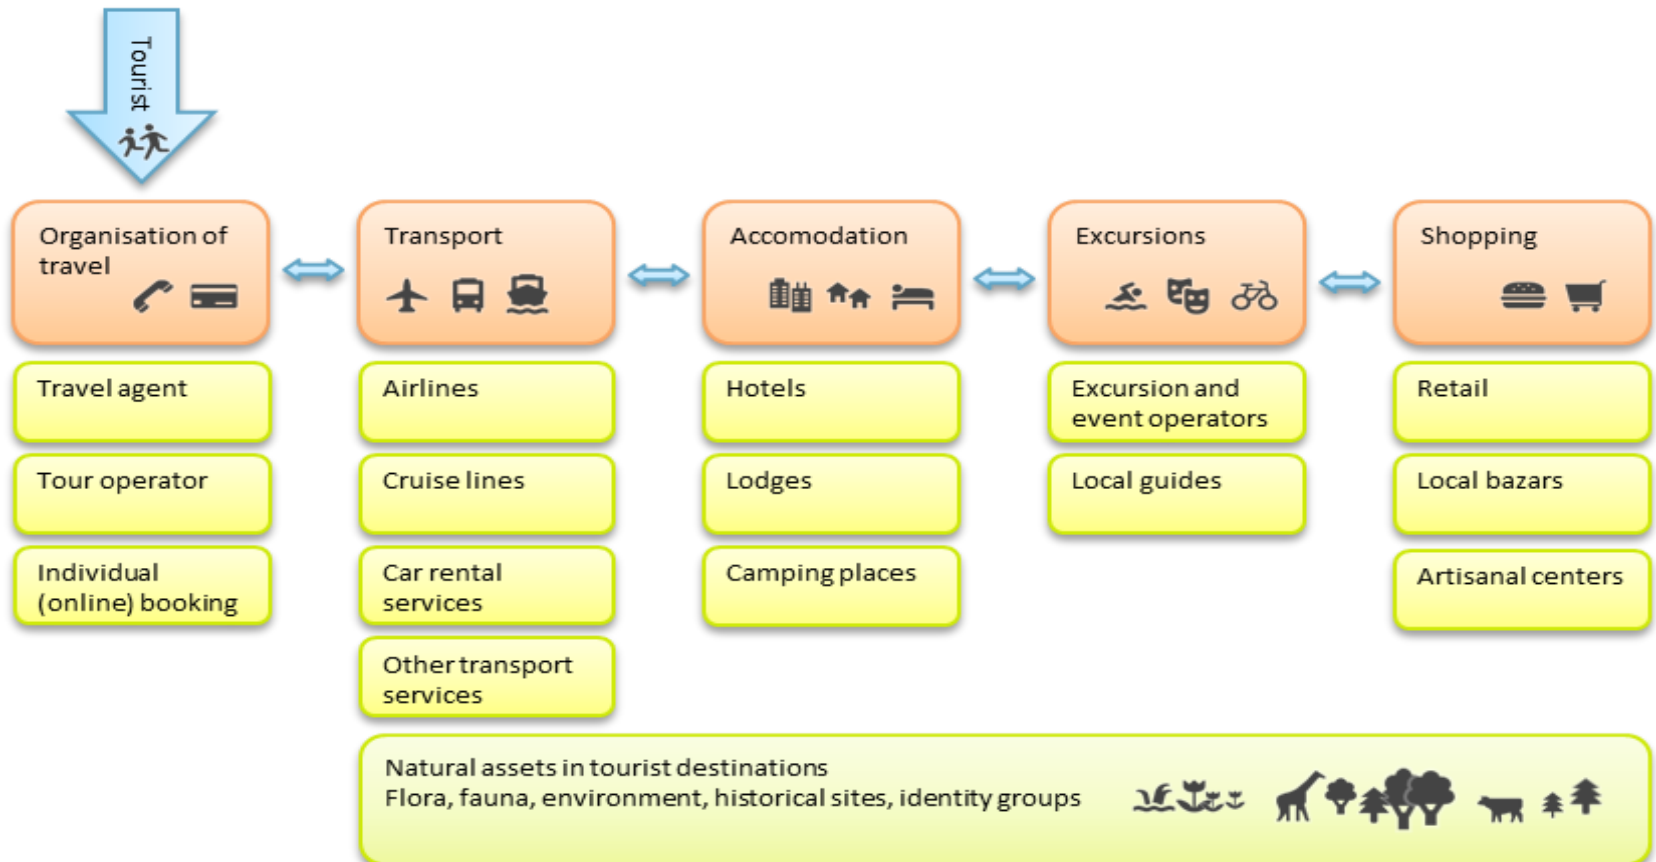 Tourist
Organisation of
travel
Transport
Accomodation
Excursions
Shopping
Travel agent
Airlines
Hotels
Excursion and
event operators
Retail
Tour operator
Cruise lines
Lodges
Local guides
Local bazars
Individual
(online) booking
Car rental
services
Camping places
Artisanal centers
Other transport
services
Natural assets in tourist destinations
Flora, fauna, environment, historical sites, identity groups